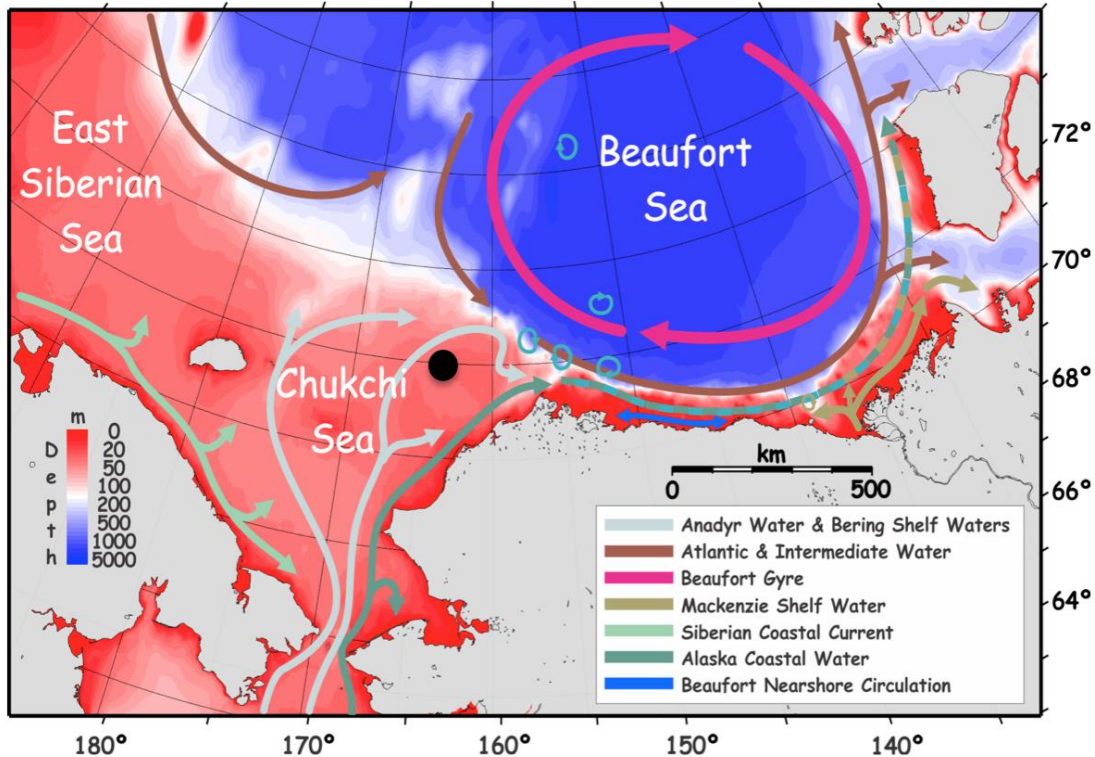 East
Siberian
Sea
Beaufort
Sea
Chukchi
Sea
72°
70°
68°
66°
64°
m
Depth
0
20
50
100
200
500
1000
5000
km
0 500
Anadyr Water & Bering Shelf Waters
Atlantic & Intermediate Water
Beaufort Gyre
Mackenzie Shelf Water
Siberian Coastal Current
Alaska Coastal Water
Beaufort Nearshore Circulation
180° 170° 160° 150° 140°